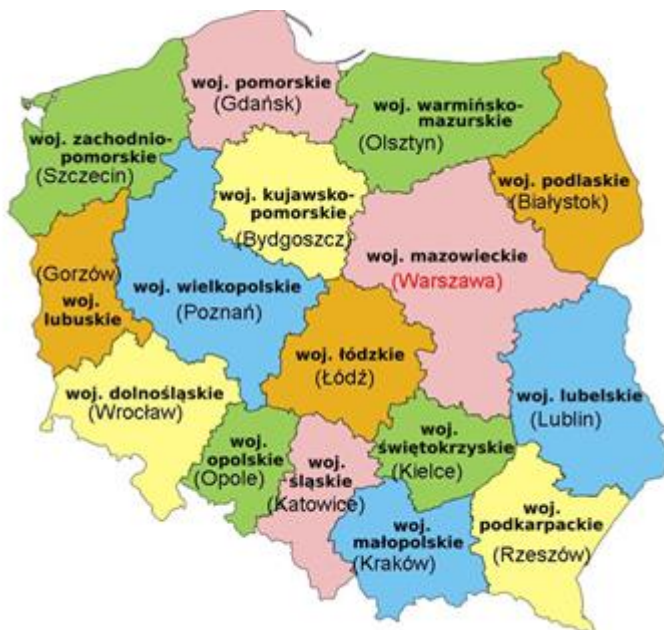 woj. pomorskie
(Gdańsk)
woj. warmińsko-
mazurskie
(Olsztyn)
woj. zachodnio-
pomorskie
(Szczecin)
woj. podlaskie
(Białystok)
woj. kujawsko-
pomorskie
(Bydgoszcz)
woj. mazowieckie
(Warszawa)
(Gorzów)
woj.
lubuskie
woj. wielkopolskie
(Poznań)
woj. łódzkie
(Łódź)
woj. dolnośląskie
(Wrocław)
woj. lubelskie
(Lublin)
woj.
opolskie
(Opole)
woj.
śląskie
(Katowice)
woj.
świętokrzyskie
(Kielce)
woj.
małopolskie
(Kraków)
woj.
podkarpackie
(Rzeszów)